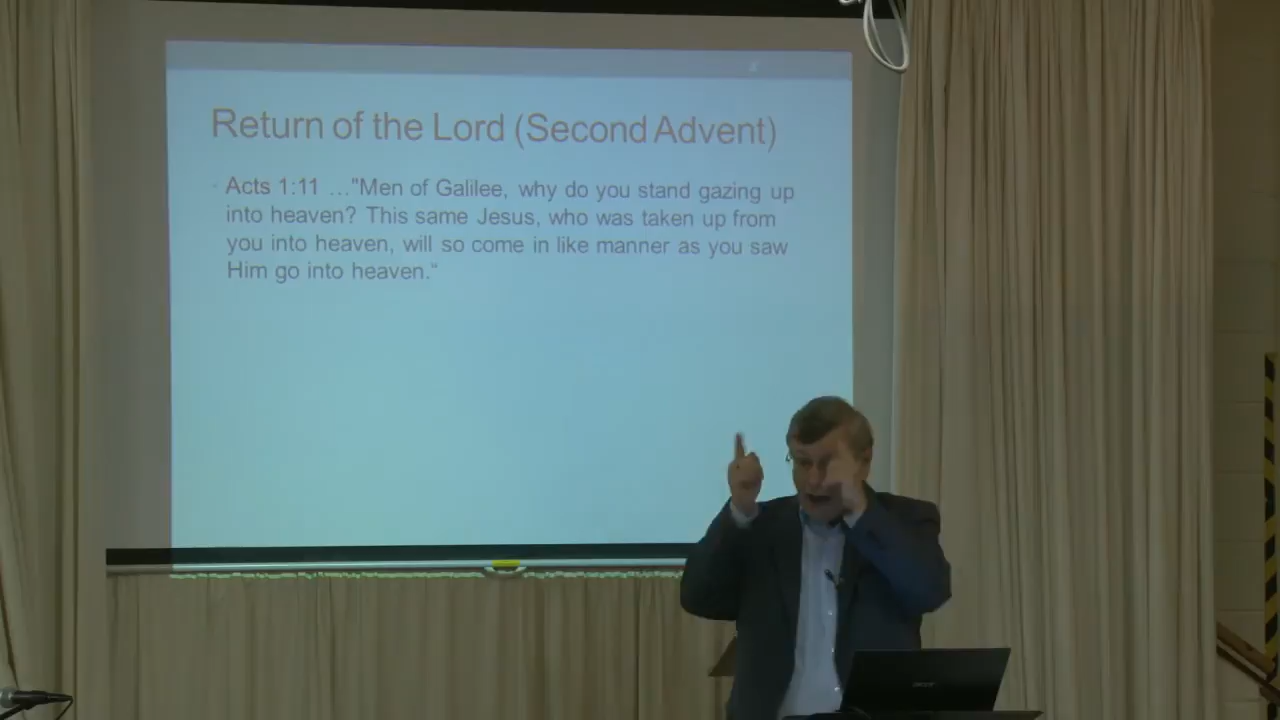 Return of the Lord (Second Advent)
Acts 1:11 ..."Men of Galilee, why do you stand gazing up
into heaven? This same Jesus, who was taken up from
you into heaven, will so come in like manner as you saw
Him go into heaven.“
acer